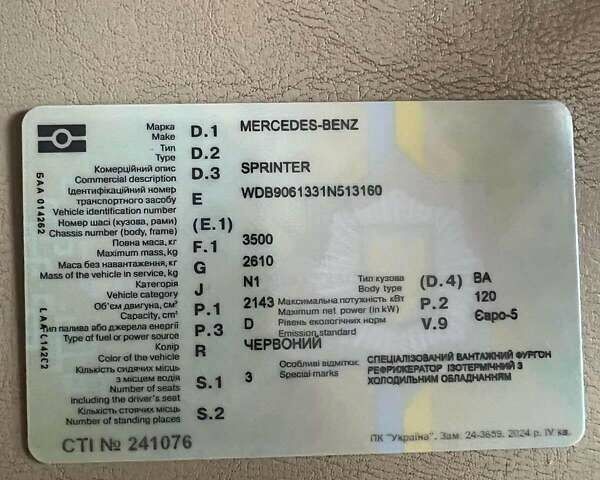 Марка D.1 MERCEDES-BENZ
Make
Тип D.2
Type
Комерційний опис D.3 SPRINTER
Commercial description
Ідентифікаційний номер
транспортного засобу E WDB9061331N513160
Vehicle identification number
Номер шасі (кузова, рами) (E.1)
Chassis number (body, frame)
Повна маса, кг F.1 3500
Maximum mass, kg
Маса без навантаження, кг G 2610
Mass of the vehicle in service, kg
Категорія J N1 Тип кузова (D.4) ВА
Vehicle category Body type
Об'єм двигуна, см³ P.1 2143 Максимальна потужність кВт P.2 120
Capacity, cm³ Maximum net power (in kW)
Тип палива або джерела енергії P.3 D Рівень екологічних норм V.9 Євро-5
Type of fuel or power source Emission standard
Колір R ЧЕРВОНИЙ
Color of the vehicle
Кількість сидячих місць
з місцем водія S.1 3
Number of seats
including the driver's seat
Особливі відмітки:
Special marks
СПЕЦІАЛІЗОВАНИЙ ВАНТАЖНИЙ ФУРГОН
РЕФРИЖЕРАТОР ІЗОТЕРМІЧНИЙ З
ХОЛОДИЛЬНИМ ОБЛАДНАННЯМ
Кількість стоячих місць S.2
Number of standing places
СТІ № 241076
ПК "Україна". Зам. 24-3659. 2024 р. IV кв.
БАА 014262